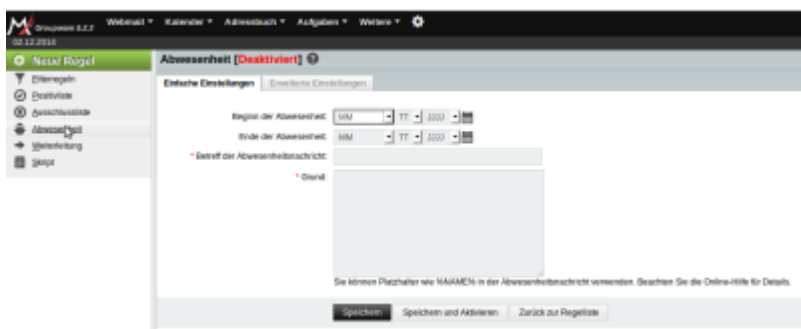 Groupware 5.2.2 Webmail Kalender Adressbuch Aufgaben Weitere
02.12.2014
Neue Regel
Abwesenheit [Deaktiviert]
Filterregeln
Positivliste
Ausschlussliste
Abwesenheit
Weiterleitung
Skript
Einfache Einstellungen Erweiterte Einstellungen
Beginn der Abwesenheit: MM TT JJJJ
Ende der Abwesenheit: MM TT JJJJ
* Betreff der Abwesenheitsnachricht:
* Grund:
Sie können Platzhalter wie %NAME% in der Abwesenheitsnachricht verwenden. Beachten Sie die Online-Hilfe für Details.
Speichern Speichern und Aktivieren Zurück zur Regelliste